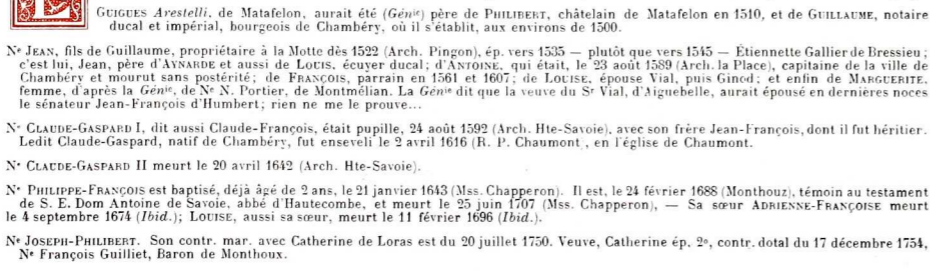 GUIGUES Arestelli, de Matafelon, aurait été (Génie) père de PHILIBERT, châtelain de Matafelon en 1510, et de GUILLAUME, notaire
ducal et impérial, bourgeois de Chambéry, où il s'établit, aux environs de 1500.
Ne JEAN, fils de Guillaume, propriétaire à la Motte dès 1522 (Arch. Pingon), ép. vers 1535 — plutôt que vers 1545 — Étiennette Gallier de Bressieu;
c'est lui, Jean, père d'AYNARDE et aussi de LOUIS, écuyer ducal; d'ANTOINE, qui était, le 23 août 1589 (Arch. la Place), capitaine de la ville de
Chambéry et mourut sans postérité; de FRANÇOIS, parrain en 1561 et 1607; de LOUISE, épouse Vial, puis Ginod; et enfin de MARGUERITE,
femme, d'après la Génie, de Ne N. Portier, de Montmélian. La Génie dit que la veuve du Sr Vial, d'Aiguebelle, aurait épousé en dernières noces
le sénateur Jean-François d'Humbert; rien ne me le prouve...
Ne CLAUDE-GASPARD I, dit aussi Claude-François, était pupille, 24 août 1592 (Arch. Hte-Savoie), avec son frère Jean-François, dont il fut héritier.
Ledit Claude-Gaspard, natif de Chambéry, fut enseveli le 2 avril 1616 (R. P. Chaumont, en l'église de Chaumont.
Ne CLAUDE-GASPARD II meurt le 20 avril 1642 (Arch. Hte-Savoie).
Ne PHILIPPE-FRANÇOIS est baptisé, déjà âgé de 2 ans, le 21 janvier 1643 (Mss. Chapperon). Il est, le 24 février 1688 (Monthouz), témoin au testament
de S. E. Dom Antoine de Savoie, abbé d'Hautecombe, et meurt le 25 juin 1707 (Mss. Chapperon), — Sa sœur ADRIENNE-FRANÇOISE meurt
le 4 septembre 1674 (Ibid.); LOUISE, aussi sa sœur, meurt le 11 février 1696 (Ibid.).
Ne JOSEPH-PHILIBERT. Son contr. mar. avec Catherine de Loras est du 20 juillet 1750. Veuve, Catherine ép. 2°, contr. dotal du 17 décembre 1754,
Ne François Guilliet, Baron de Monthoux.